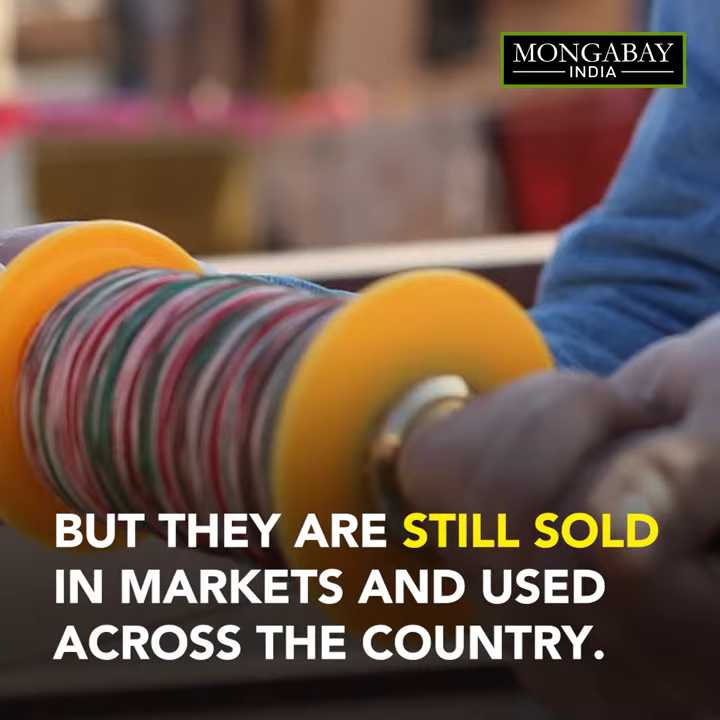 MONGABAY
INDIA
BUT THEY ARE STILL SOLD
IN MARKETS AND USED
ACROSS THE COUNTRY.